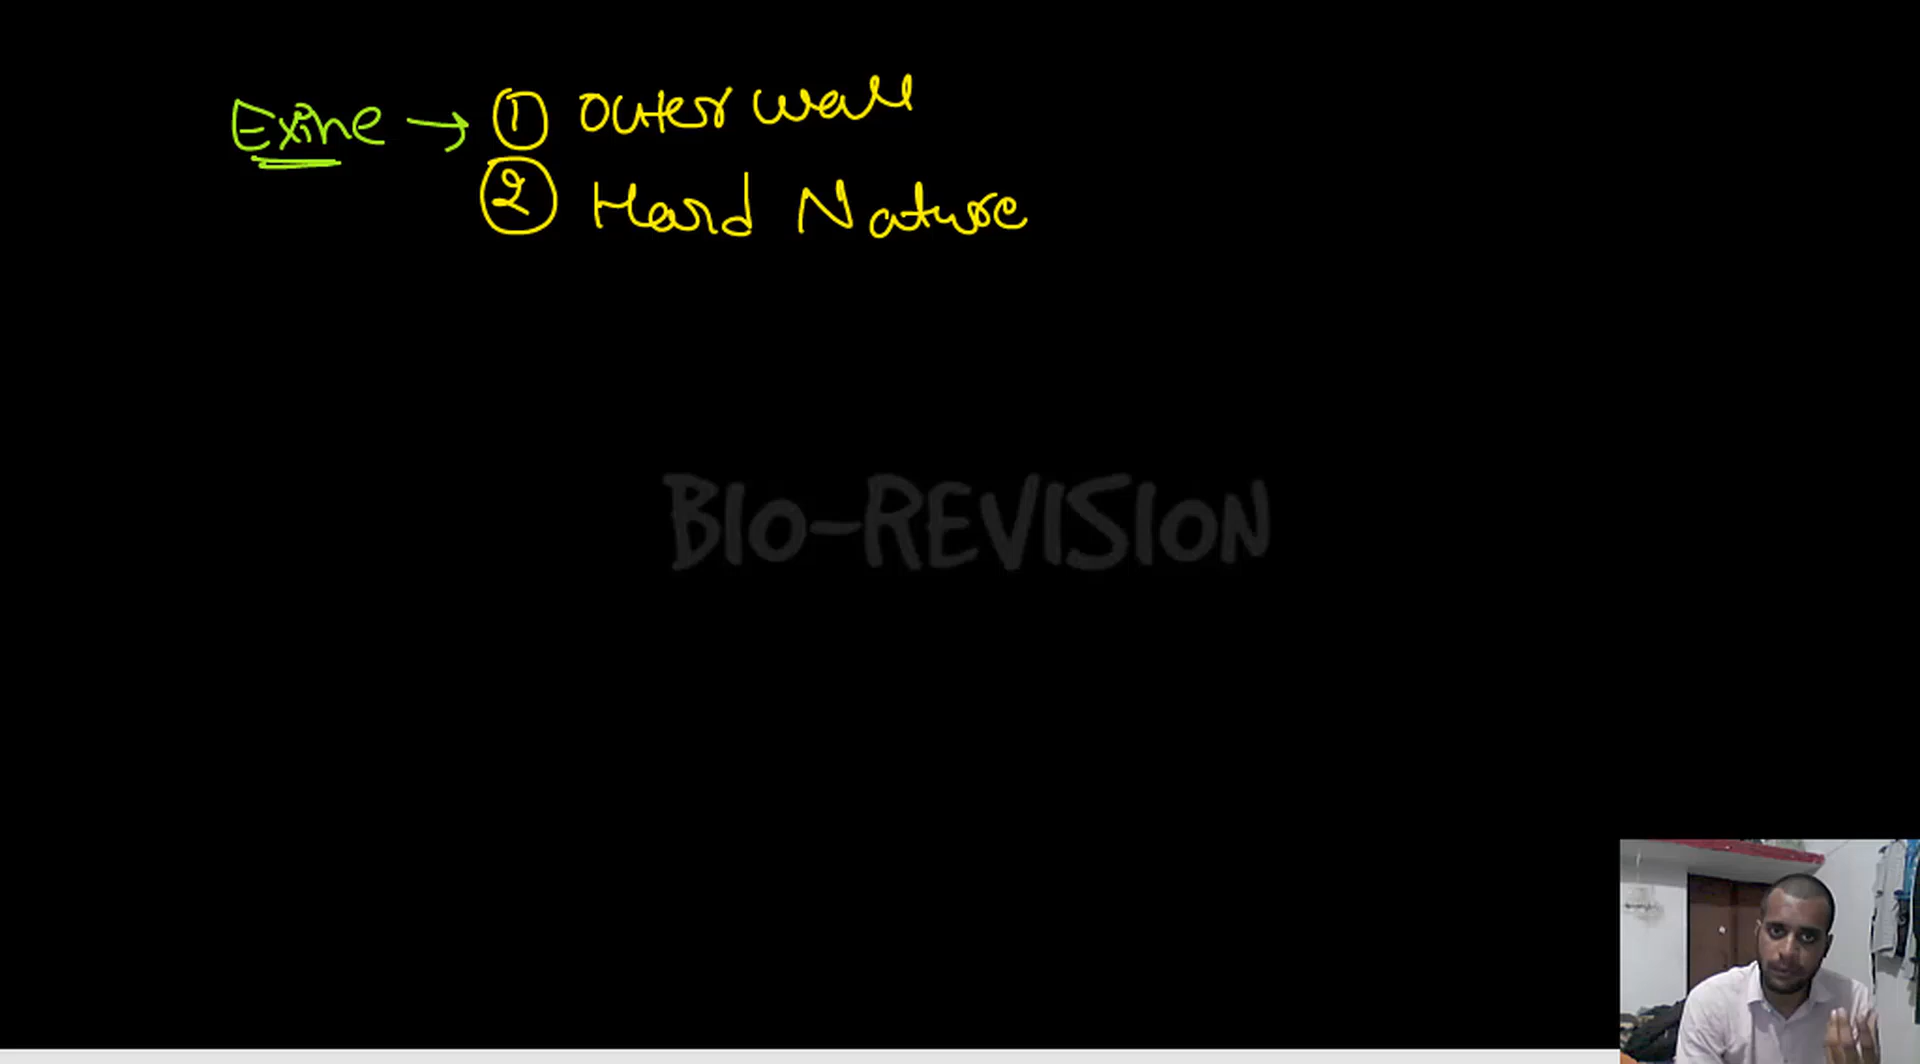 Exine → ① Outer wall
② Hard Nature
BIO-REVISION